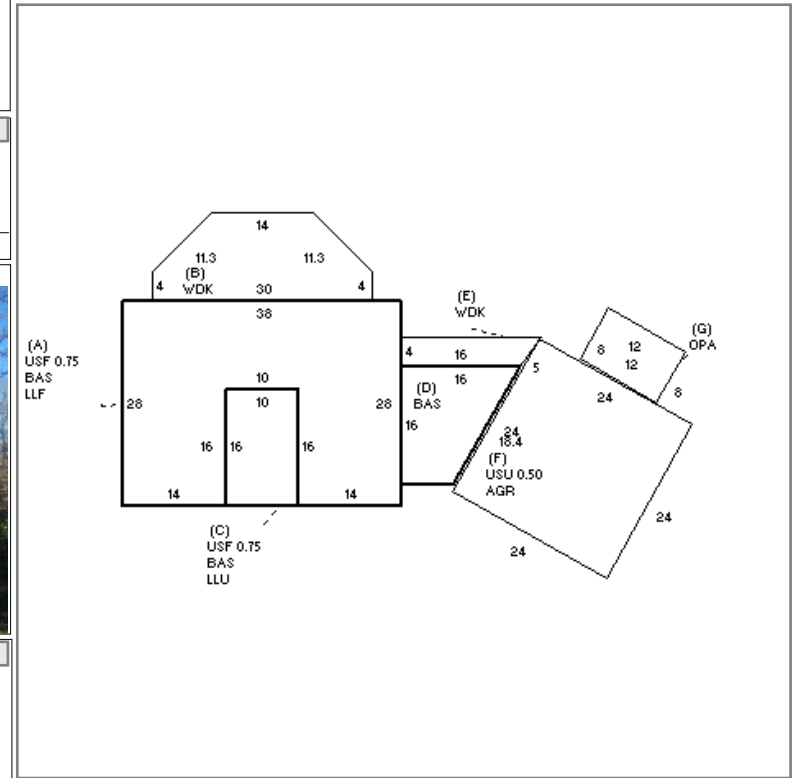 14
11.3 11.3
(B)
WDK
4 30 4
38
(E)
WDK
(A)
USF 0.75
BAS
LLF
(G)
OPA
4 16
8 12
12
16
5
10
10
(D)
BAS
8
24
28
28
16
16 16 16
24
18.4
(F)
USU 0.50
AGR
14 14
24
(C)
USF 0.75
BAS
LLU
24